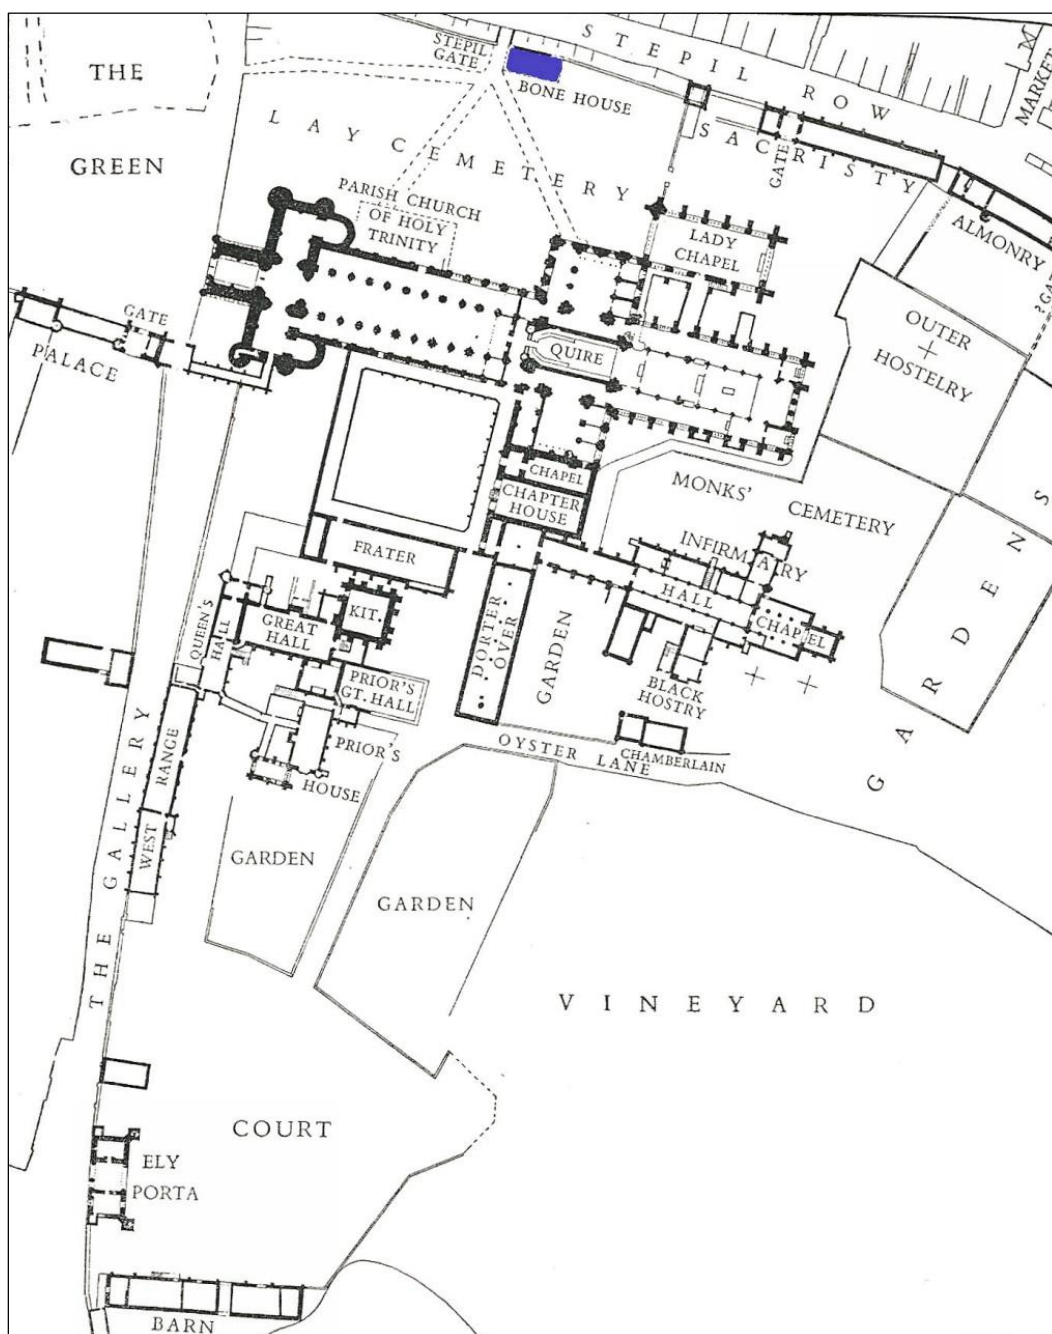 STEPIL ROW
STEPIL
GATE
THE
GREEN
BONE HOUSE
MARKET
LAY CEMETERY
SACRISTY
GATE
PARISH CHURCH
OF HOLY
TRINITY
LADY
CHAPEL
ALMONRY
? GA
OUTER
HOSTELRY
GATE
PALACE
QUIRE
CHAPEL
CHAPTER
HOUSE
MONKS'
CEMETERY
INFIRMARY
HALL
CHAPEL
FRATER
KIT.
GREAT
HALL
QUEEN'S
HALL
DORTER
OVER
GARDEN
BLACK
HOSTRY
PRIOR'S
GT. HALL
PRIOR'S
HOUSE
OYSTER LANE
CHAMBERLAIN
GARDENS
THE GALLERY
WEST RANGE
GARDEN
GARDEN
VINEYARD
COURT
ELY
PORTA
BARN